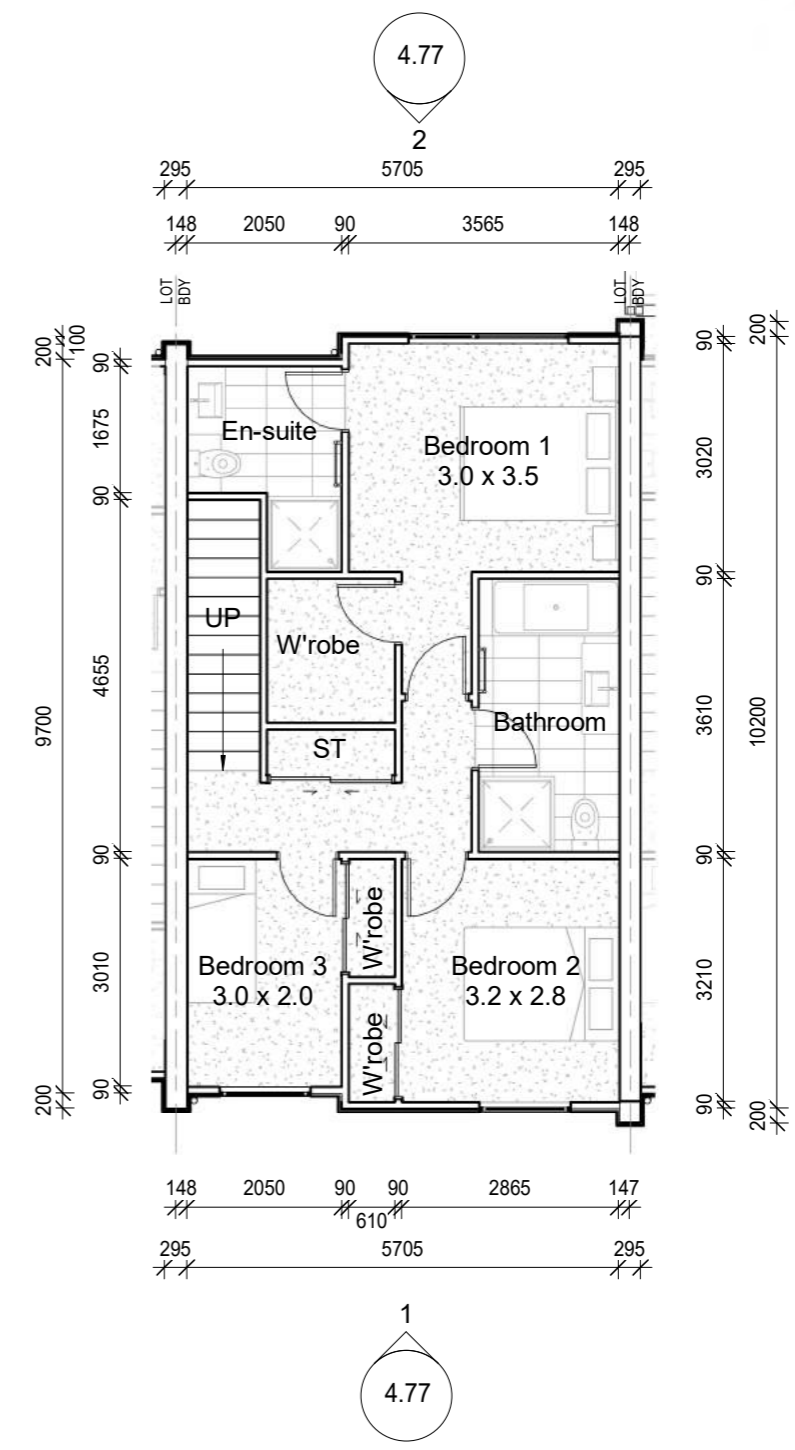 4.77
2
295 5705 295
148 2050 90 3565 148
LOT
BDY
LOT
BDY
200
100
90
1675
90
4655
9700
90
3010
90
200
90
3020
90
3610
90
3210
90
200
10200
200
En-suite
Bedroom 1
3.0 x 3.5
UP
W'robe
ST
Bathroom
Bedroom 3
3.0 x 2.0
W'robe
W'robe
Bedroom 2
3.2 x 2.8
148 2050 90 90 2865 147
610
295 5705 295
1
4.77